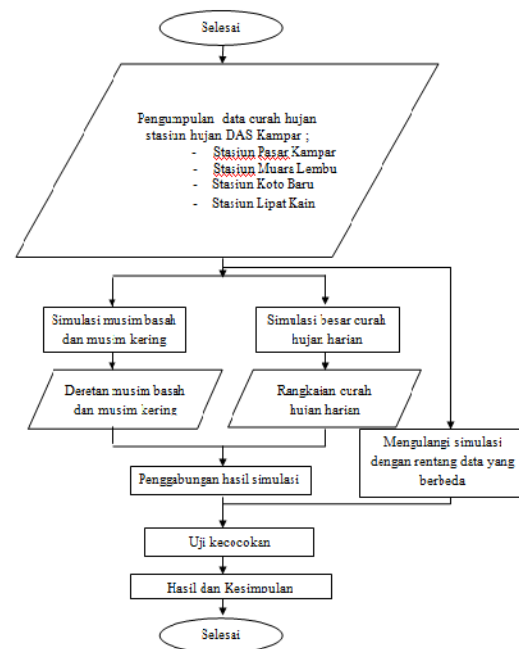 Selesai
Pengumpulan data curah hujan
stasiun hujan DAS Kampar ;
- Stasiun Pasar Kampar
- Stasiun Muara Lembu
- Stasiun Koto Baru
- Stasiun Lipat Kain
Simulasi musim basah
dan musim kering
Simulasi besar curah
hujan harian
Deretan musim basah
dan musim kering
Rangkaian curah
hujan harian
Mengulangi simulasi
dengan rentang data yang
berbeda
Penggabungan hasil simulasi
Uji kecocokan
Hasil dan Kesimpulan
Selesai